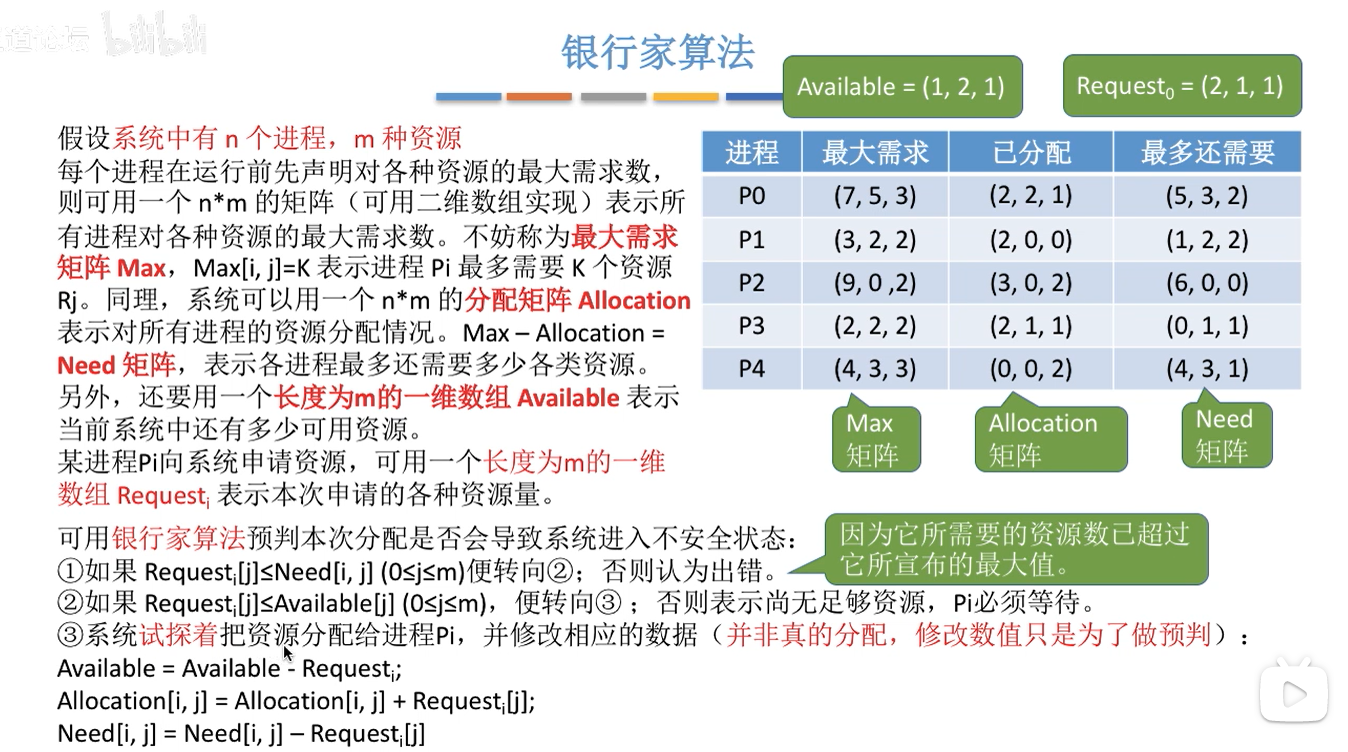 道论坛 bilibili
银行家算法
Available = (1, 2, 1)
Request0 = (2, 1, 1)
假设系统中有 n 个进程，m 种资源
每个进程在运行前先声明对各种资源的最大需求数，
则可用一个 n*m 的矩阵（可用二维数组实现）表示所
有进程对各种资源的最大需求数。不妨称为最大需求
矩阵 Max，Max[i, j]=K 表示进程 Pi 最多需要 K 个资源
Rj。同理，系统可以用一个 n*m 的分配矩阵 Allocation
表示对所有进程的资源分配情况。Max – Allocation =
Need 矩阵，表示各进程最多还需要多少各类资源。
另外，还要用一个长度为m的一维数组 Available 表示
当前系统中还有多少可用资源。
某进程Pi向系统申请资源，可用一个长度为m的一维
数组 Requesti 表示本次申请的各种资源量。
进程 最大需求 已分配 最多还需要
P0 (7, 5, 3) (2, 2, 1) (5, 3, 2)
P1 (3, 2, 2) (2, 0, 0) (1, 2, 2)
P2 (9, 0 ,2) (3, 0, 2) (6, 0, 0)
P3 (2, 2, 2) (2, 1, 1) (0, 1, 1)
P4 (4, 3, 3) (0, 0, 2) (4, 3, 1)
Max
矩阵
Allocation
矩阵
Need
矩阵
可用银行家算法预判本次分配是否会导致系统进入不安全状态：
①如果 Requesti[j]≤Need[i, j] (0≤j≤m)便转向②；否则认为出错。
因为它所需要的资源数已超过
它所宣布的最大值。
②如果 Requesti[j]≤Available[j] (0≤j≤m)，便转向③ ；否则表示尚无足够资源，Pi必须等待。
③系统试探着把资源分配给进程Pi，并修改相应的数据（并非真的分配，修改数值只是为了做预判）：
Available = Available - Requesti;
Allocation[i, j] = Allocation[i, j] + Requesti[j];
Need[i, j] = Need[i, j] – Requesti[j]